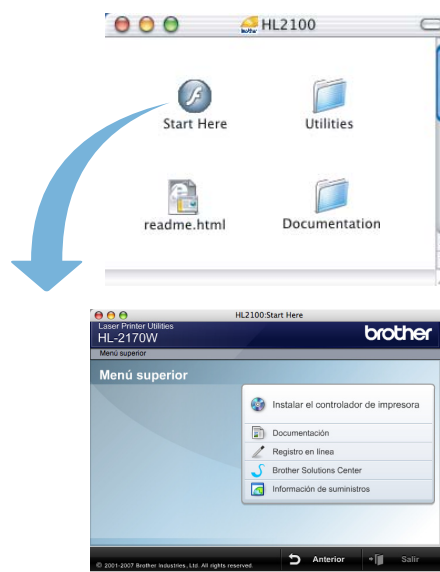 HL2100
Start Here
Utilities
readme.html
Documentation
HL2100:Start Here
Laser Printer Utilities
HL-2170W
brother
Menú superior
Menú superior
Instalar el controlador de impresora
Documentación
Registro en línea
Brother Solutions Center
Información de suministros
© 2001-2007 Brother Industries, Ltd. All rights reserved.
Anterior
Salir